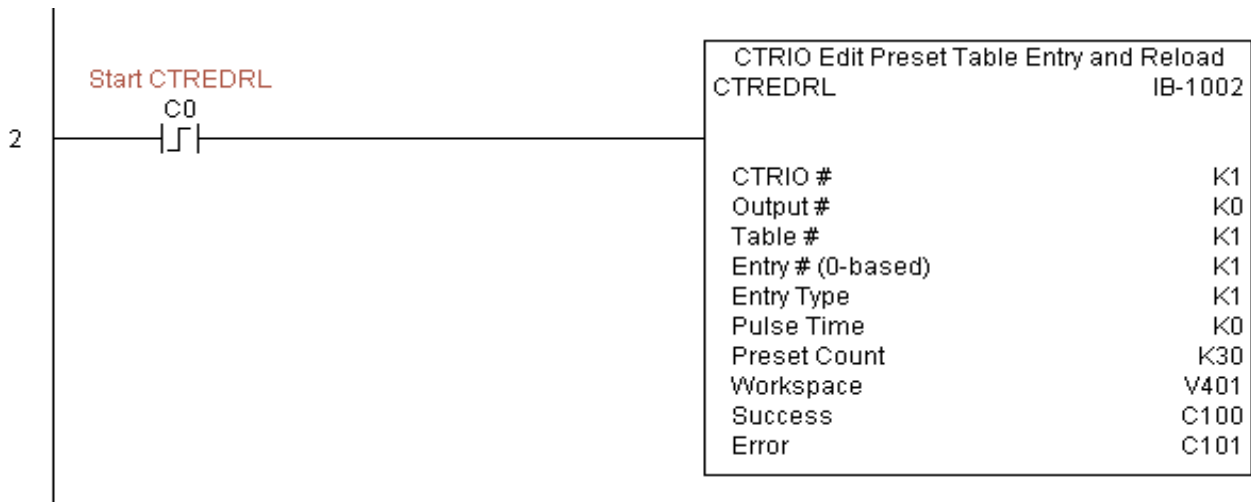 CTRIO Edit Preset Table Entry and Reload
CTREDRL IB-1002
Start CTREDRL
C0
2
CTRIO # K1
Output # K0
Table # K1
Entry # (0-based) K1
Entry Type K1
Pulse Time K0
Preset Count K30
Workspace V401
Success C100
Error C101